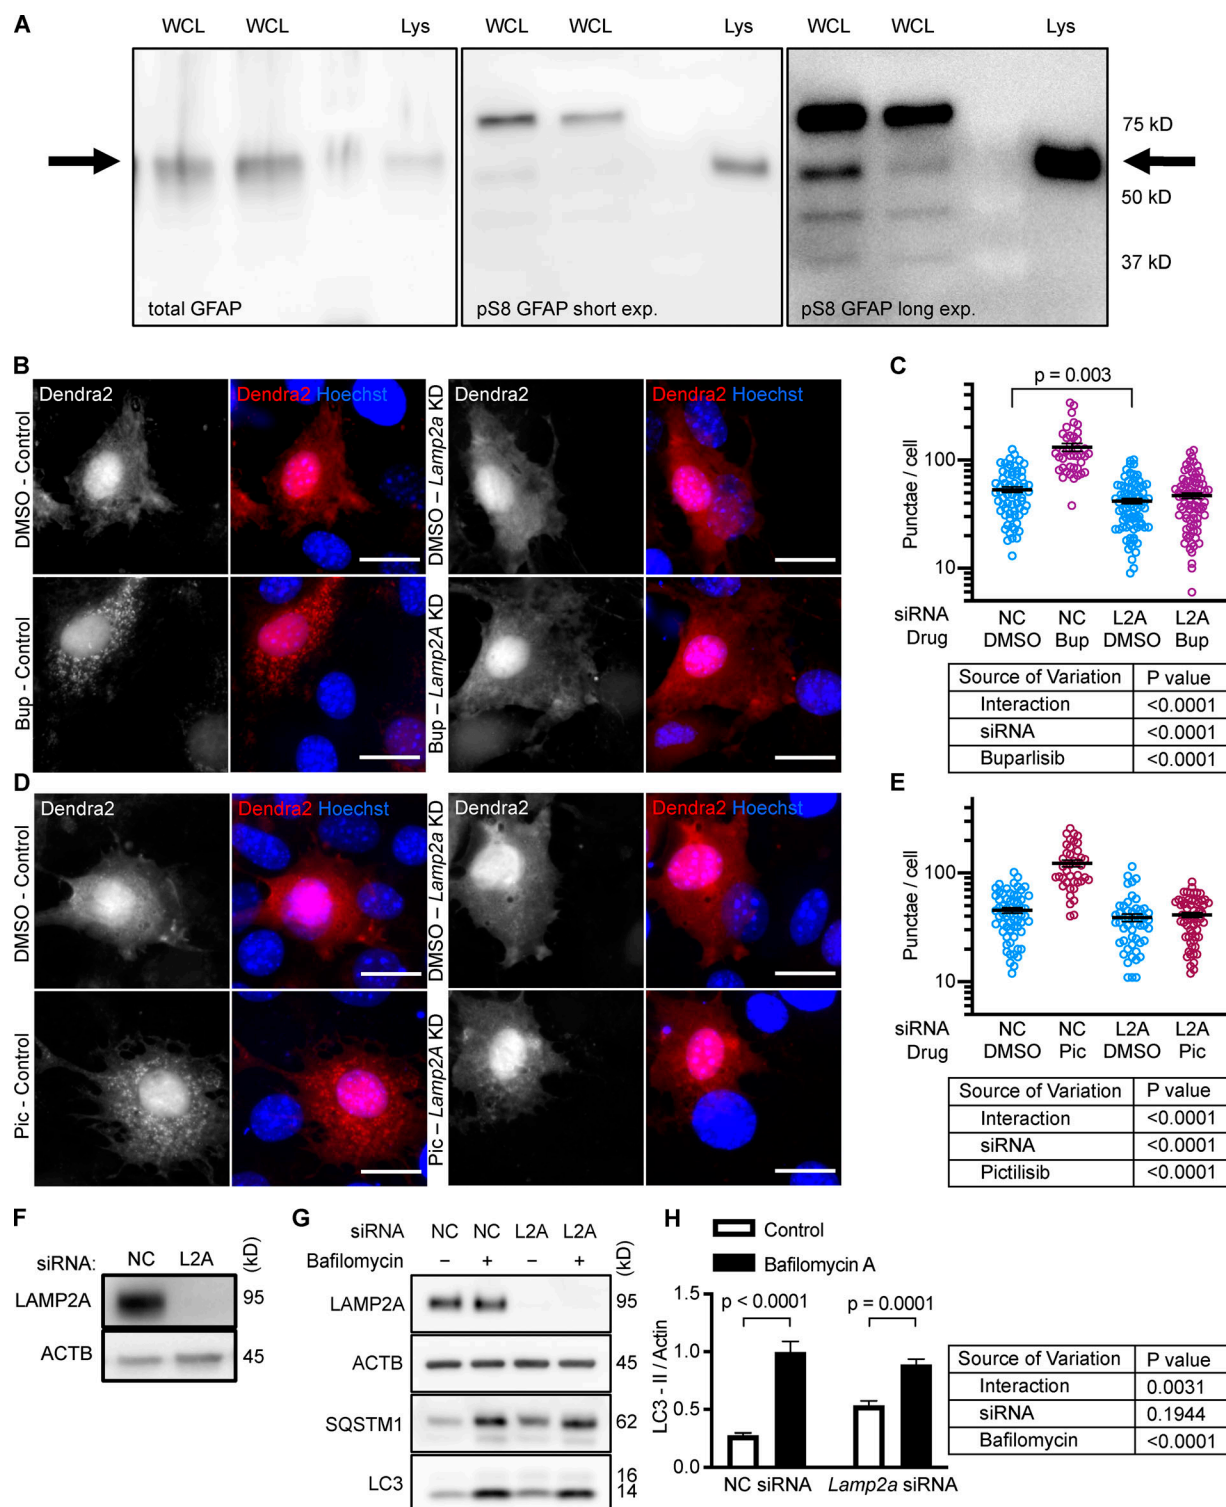 A
WCL WCL Lys WCL WCL Lys WCL WCL Lys
75 kD
50 kD
37 kD
total GFAP
pS8 GFAP short exp.
pS8 GFAP long exp.
B
DMSO - Control
Dendra2
Dendra2 Hoechst
DMSO – Lamp2a KD
Dendra2
Dendra2 Hoechst
Bup - Control
Bup – Lamp2A KD
C
p = 0.003
Punctae / cell
100
10
siRNA NC NC L2A L2A
Drug DMSO Bup DMSO Bup
Source of Variation P value
Interaction <0.0001
siRNA <0.0001
Buparlisib <0.0001
D
DMSO - Control
Dendra2
Dendra2 Hoechst
DMSO – Lamp2a KD
Dendra2
Dendra2 Hoechst
Pic - Control
Pic – Lamp2A KD
E
Punctae / cell
100
10
siRNA NC NC L2A L2A
Drug DMSO Pic DMSO Pic
Source of Variation P value
Interaction <0.0001
siRNA <0.0001
Pictilisib <0.0001
F
siRNA: NC L2A (kD)
LAMP2A 95
ACTB 45
G
siRNA NC NC L2A L2A
Bafilomycin – + – + (kD)
LAMP2A 95
ACTB 45
SQSTM1 62
LC3 16
14
H
Control
Bafilomycin A
LC3 - II / Actin
1.5
1.0
0.5
0.0
p < 0.0001 p = 0.0001
NC siRNA Lamp2a siRNA
Source of Variation P value
Interaction 0.0031
siRNA 0.1944
Bafilomycin <0.0001